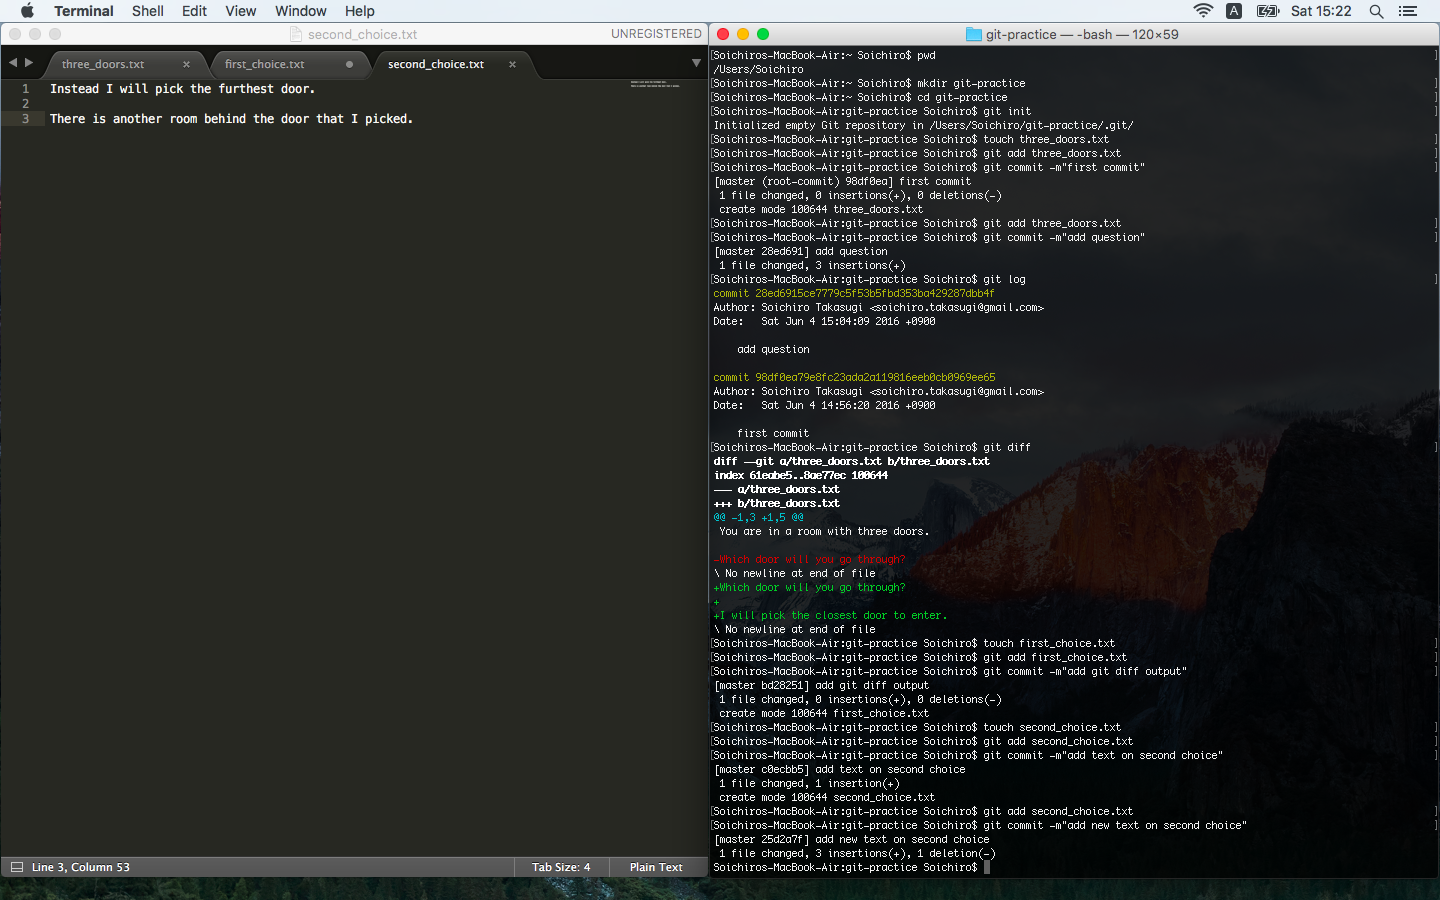 Terminal Shell Edit View Window Help
A Sat 15:22
second_choice.txt UNREGISTERED
three_doors.txt × first_choice.txt second_choice.txt ×
1 Instead I will pick the furthest door.
2
3 There is another room behind the door that I picked.
Line 3, Column 53 Tab Size: 4 Plain Text
git-practice — -bash — 120×59
[Soichiros-MacBook-Air:~ Soichiro$ pwd ]
/Users/Soichiro
[Soichiros-MacBook-Air:~ Soichiro$ mkdir git-practice ]
[Soichiros-MacBook-Air:~ Soichiro$ cd git-practice ]
[Soichiros-MacBook-Air:git-practice Soichiro$ git init ]
Initialized empty Git repository in /Users/Soichiro/git-practice/.git/
[Soichiros-MacBook-Air:git-practice Soichiro$ touch three_doors.txt ]
[Soichiros-MacBook-Air:git-practice Soichiro$ git add three_doors.txt ]
[Soichiros-MacBook-Air:git-practice Soichiro$ git commit -m"first commit" ]
[master (root-commit) 98df0ea] first commit
1 file changed, 0 insertions(+), 0 deletions(-)
create mode 100644 three_doors.txt
[Soichiros-MacBook-Air:git-practice Soichiro$ git add three_doors.txt ]
[Soichiros-MacBook-Air:git-practice Soichiro$ git commit -m"add question" ]
[master 28ed691] add question
1 file changed, 3 insertions(+)
[Soichiros-MacBook-Air:git-practice Soichiro$ git log ]
commit 28ed6915ce7779c5f53b5fbd353ba429287dbb4f
Author: Soichiro Takasugi <soichiro.takasugi@gmail.com>
Date: Sat Jun 4 15:04:09 2016 +0900
add question
commit 98df0ea79e8fc23ada2a119816eeb0cb0969ee65
Author: Soichiro Takasugi <soichiro.takasugi@gmail.com>
Date: Sat Jun 4 14:56:20 2016 +0900
first commit
[Soichiros-MacBook-Air:git-practice Soichiro$ git diff ]
diff --git a/three_doors.txt b/three_doors.txt
index 61eabe5..8ae77ec 100644
--- a/three_doors.txt
+++ b/three_doors.txt
@@ -1,3 +1,5 @@
You are in a room with three doors.
-Which door will you go through?
\ No newline at end of file
+Which door will you go through?
+
+I will pick the closest door to enter.
\ No newline at end of file
[Soichiros-MacBook-Air:git-practice Soichiro$ touch first_choice.txt ]
[Soichiros-MacBook-Air:git-practice Soichiro$ git add first_choice.txt ]
[Soichiros-MacBook-Air:git-practice Soichiro$ git commit -m"add git diff output" ]
[master bd28251] add git diff output
1 file changed, 0 insertions(+), 0 deletions(-)
create mode 100644 first_choice.txt
[Soichiros-MacBook-Air:git-practice Soichiro$ touch second_choice.txt ]
[Soichiros-MacBook-Air:git-practice Soichiro$ git add second_choice.txt ]
[Soichiros-MacBook-Air:git-practice Soichiro$ git commit -m"add text on second choice" ]
[master c0ecbb5] add text on second choice
1 file changed, 1 insertion(+)
create mode 100644 second_choice.txt
[Soichiros-MacBook-Air:git-practice Soichiro$ git add second_choice.txt ]
[Soichiros-MacBook-Air:git-practice Soichiro$ git commit -m"add new text on second choice" ]
[master 25d2a7f] add new text on second choice
1 file changed, 3 insertions(+), 1 deletion(-)
Soichiros-MacBook-Air:git-practice Soichiro$